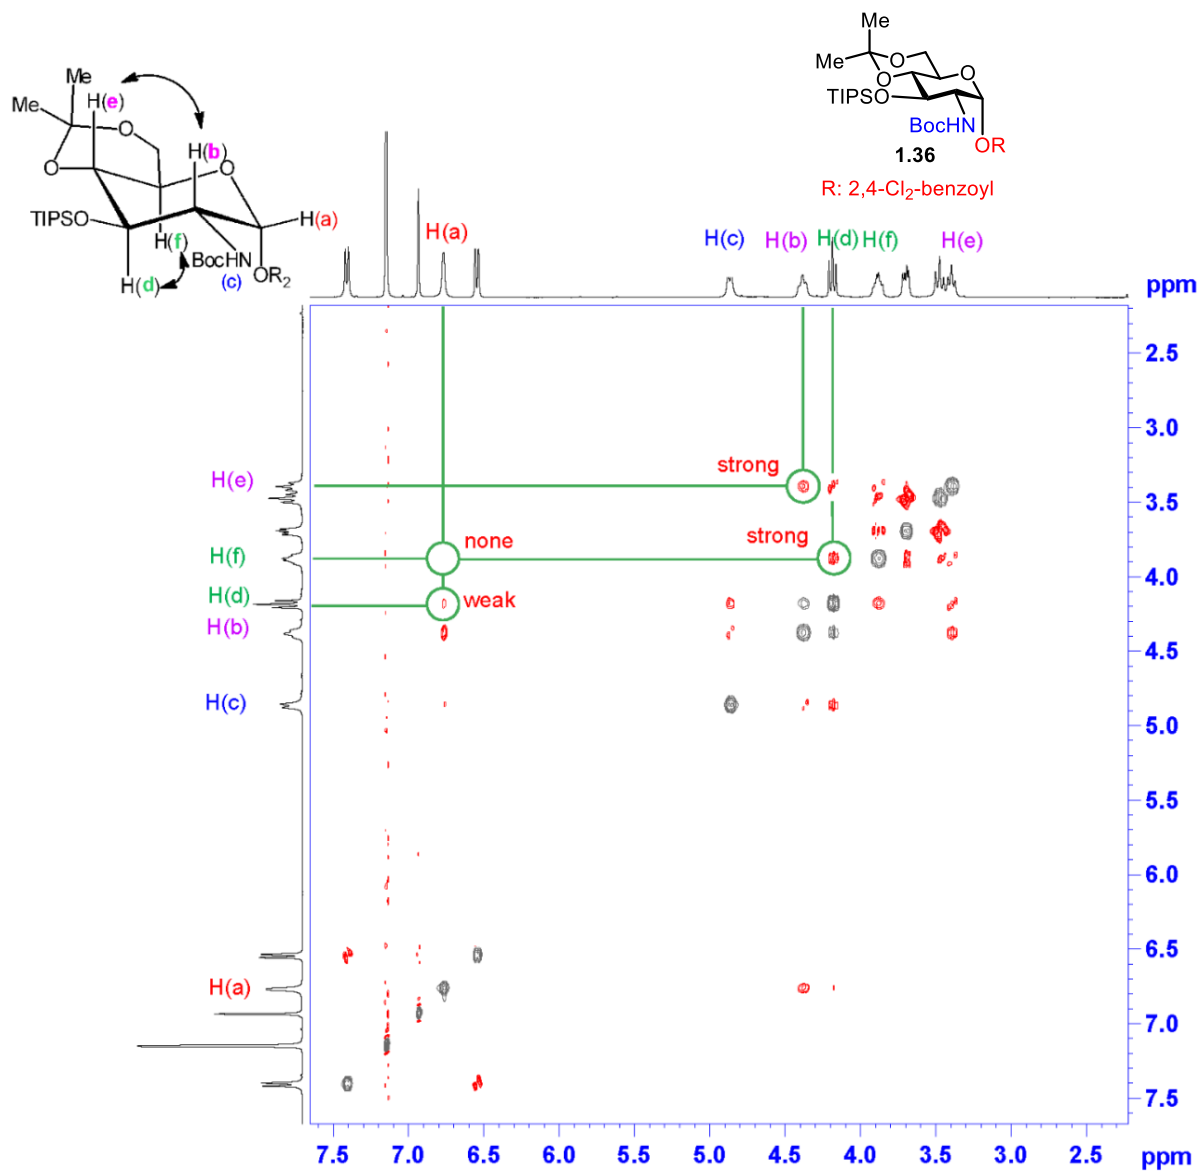 Me
Me
H(e)
O
H(b)
O
O
TIPSO
H(a)
H(f)
BocHN
(c)
OR2
H(d)
Me
Me
O
O
O
TIPSO
BocHN
OR
1.36
R: 2,4-Cl2-benzoyl
H(a)
H(c)
H(b)
H(d)
H(f)
H(e)
ppm
2.5
3.0
3.5
4.0
4.5
5.0
5.5
6.0
6.5
7.0
7.5
H(e)
H(f)
H(d)
H(b)
H(c)
H(a)
strong
none
strong
weak
7.5 7.0 6.5 6.0 5.5 5.0 4.5 4.0 3.5 3.0 2.5 ppm